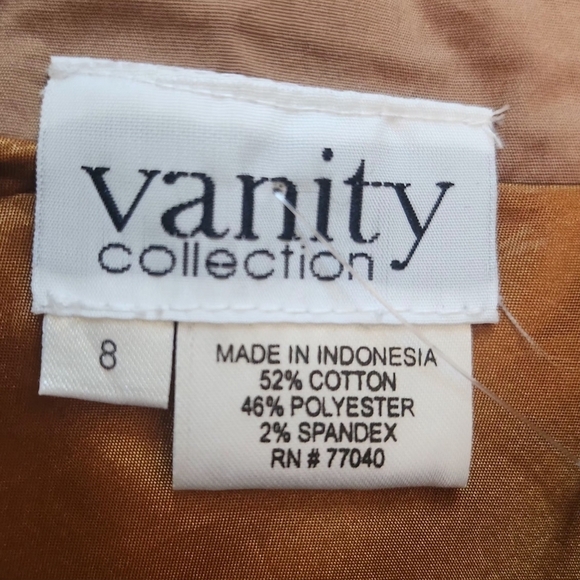 vanity
collection
8
MADE IN INDONESIA
52% COTTON
46% POLYESTER
2% SPANDEX
RN # 77040